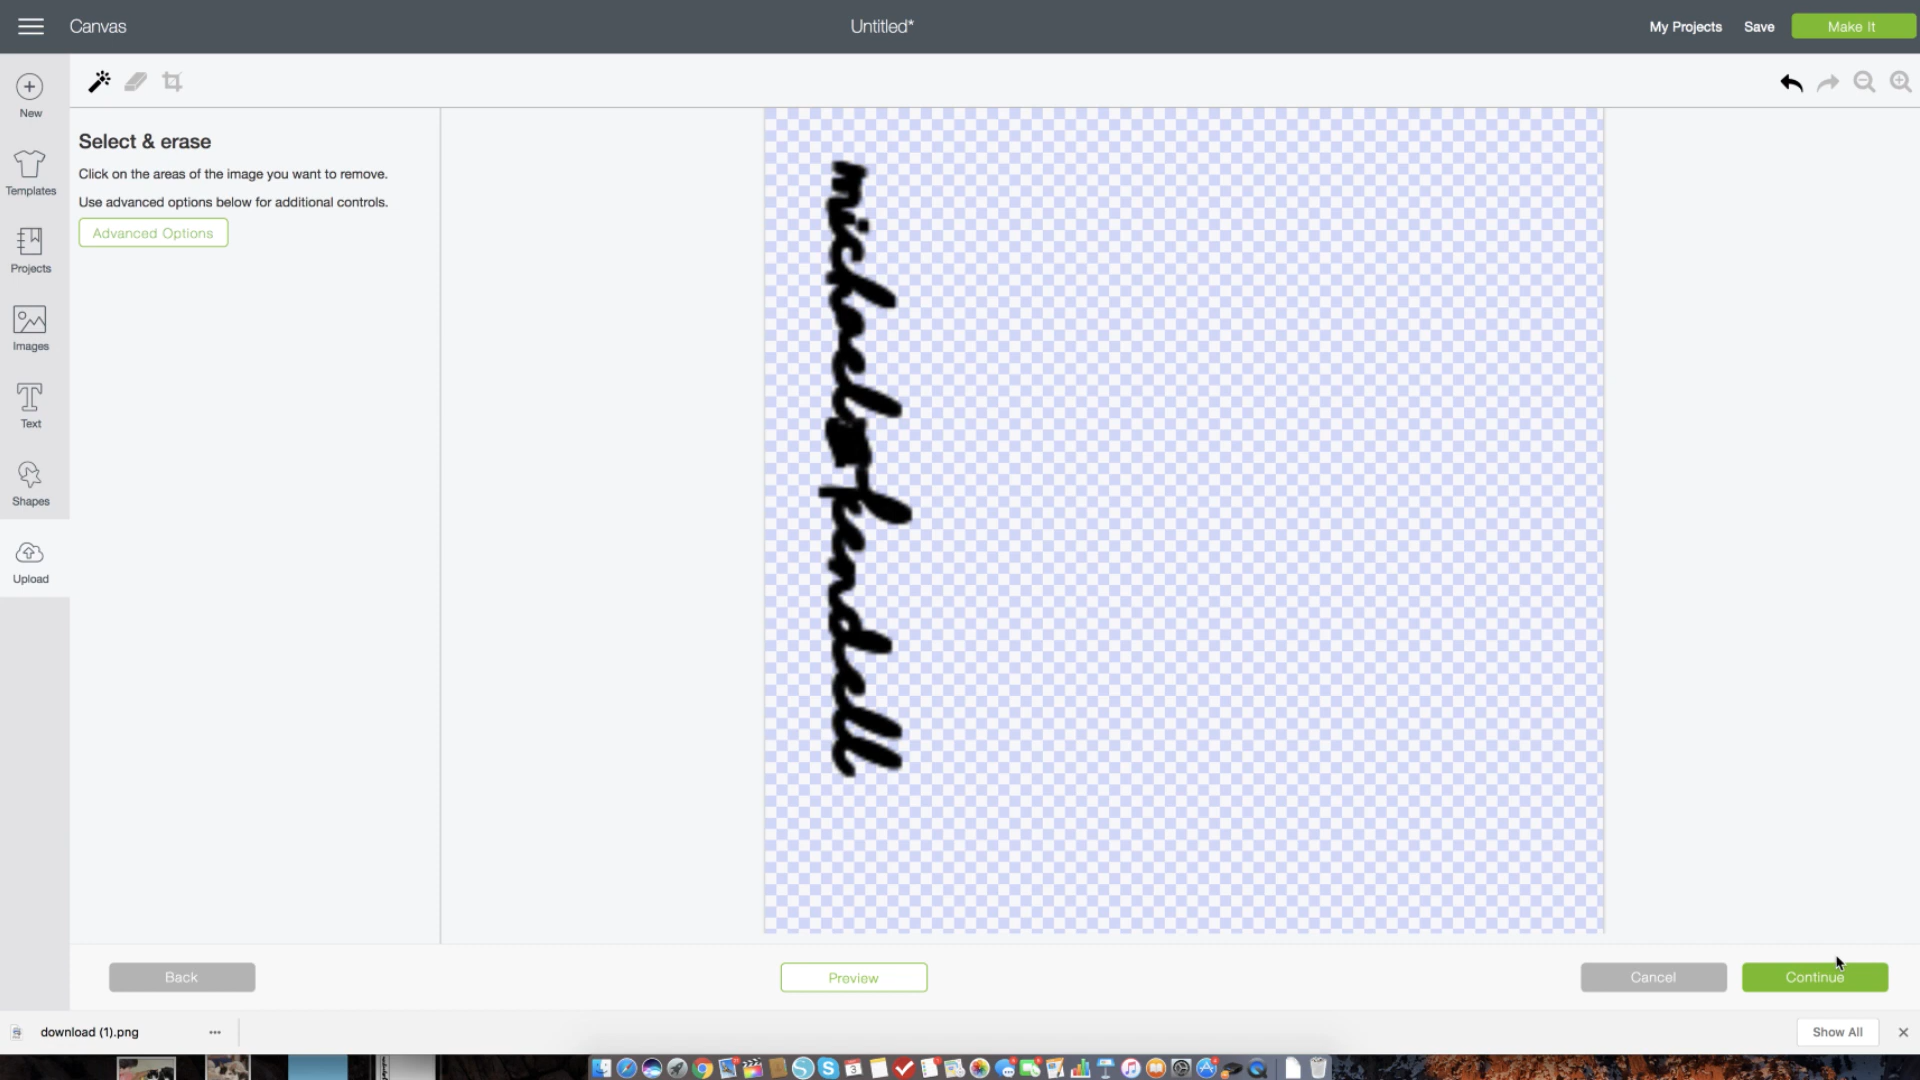 Canvas
Untitled*
My Projects
Save
Make It
New
Templates
Projects
Images
Text
Shapes
Upload
Select & erase
Click on the areas of the image you want to remove.
Use advanced options below for additional controls.
Advanced Options
michael & kendell
Back
Preview
Cancel
Continue
download (1).png
Show All